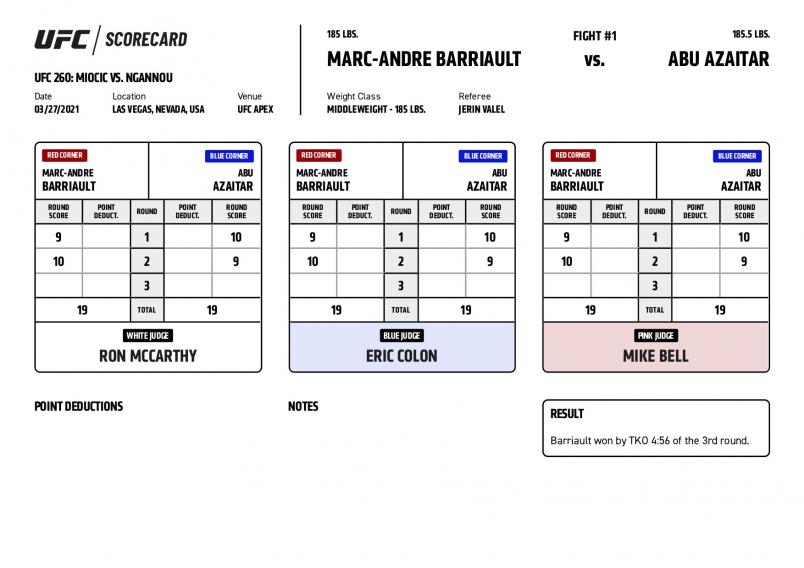 UFC SCORECARD
UFC 260: MIOCIC VS. NGANNOU
Date Location Venue
03/27/2021 LAS VEGAS, NEVADA, USA UFC APEX
185 LBS. FIGHT #1 185.5 LBS.
MARC-ANDRE BARRIAULT VS. ABU AZAITAR
Weight Class Referee
MIDDLEWEIGHT - 185 LBS. JERIN VALEL
RED CORNER BLUE CORNER
MARC-ANDRE ABU
BARRIAULT AZAITAR
ROUND SCORE POINT DEDUCT. ROUND POINT DEDUCT. ROUND SCORE
9 1 10
10 2 9
3
19 TOTAL 19
WHITE JUDGE
RON MCCARTHY
RED CORNER BLUE CORNER
MARC-ANDRE ABU
BARRIAULT AZAITAR
ROUND SCORE POINT DEDUCT. ROUND POINT DEDUCT. ROUND SCORE
9 1 10
10 2 9
3
19 TOTAL 19
BLUE JUDGE
ERIC COLON
RED CORNER BLUE CORNER
MARC-ANDRE ABU
BARRIAULT AZAITAR
ROUND SCORE POINT DEDUCT. ROUND POINT DEDUCT. ROUND SCORE
9 1 10
10 2 9
3
19 TOTAL 19
PINK JUDGE
MIKE BELL
POINT DEDUCTIONS
NOTES
RESULT
Barriault won by TKO 4:56 of the 3rd round.